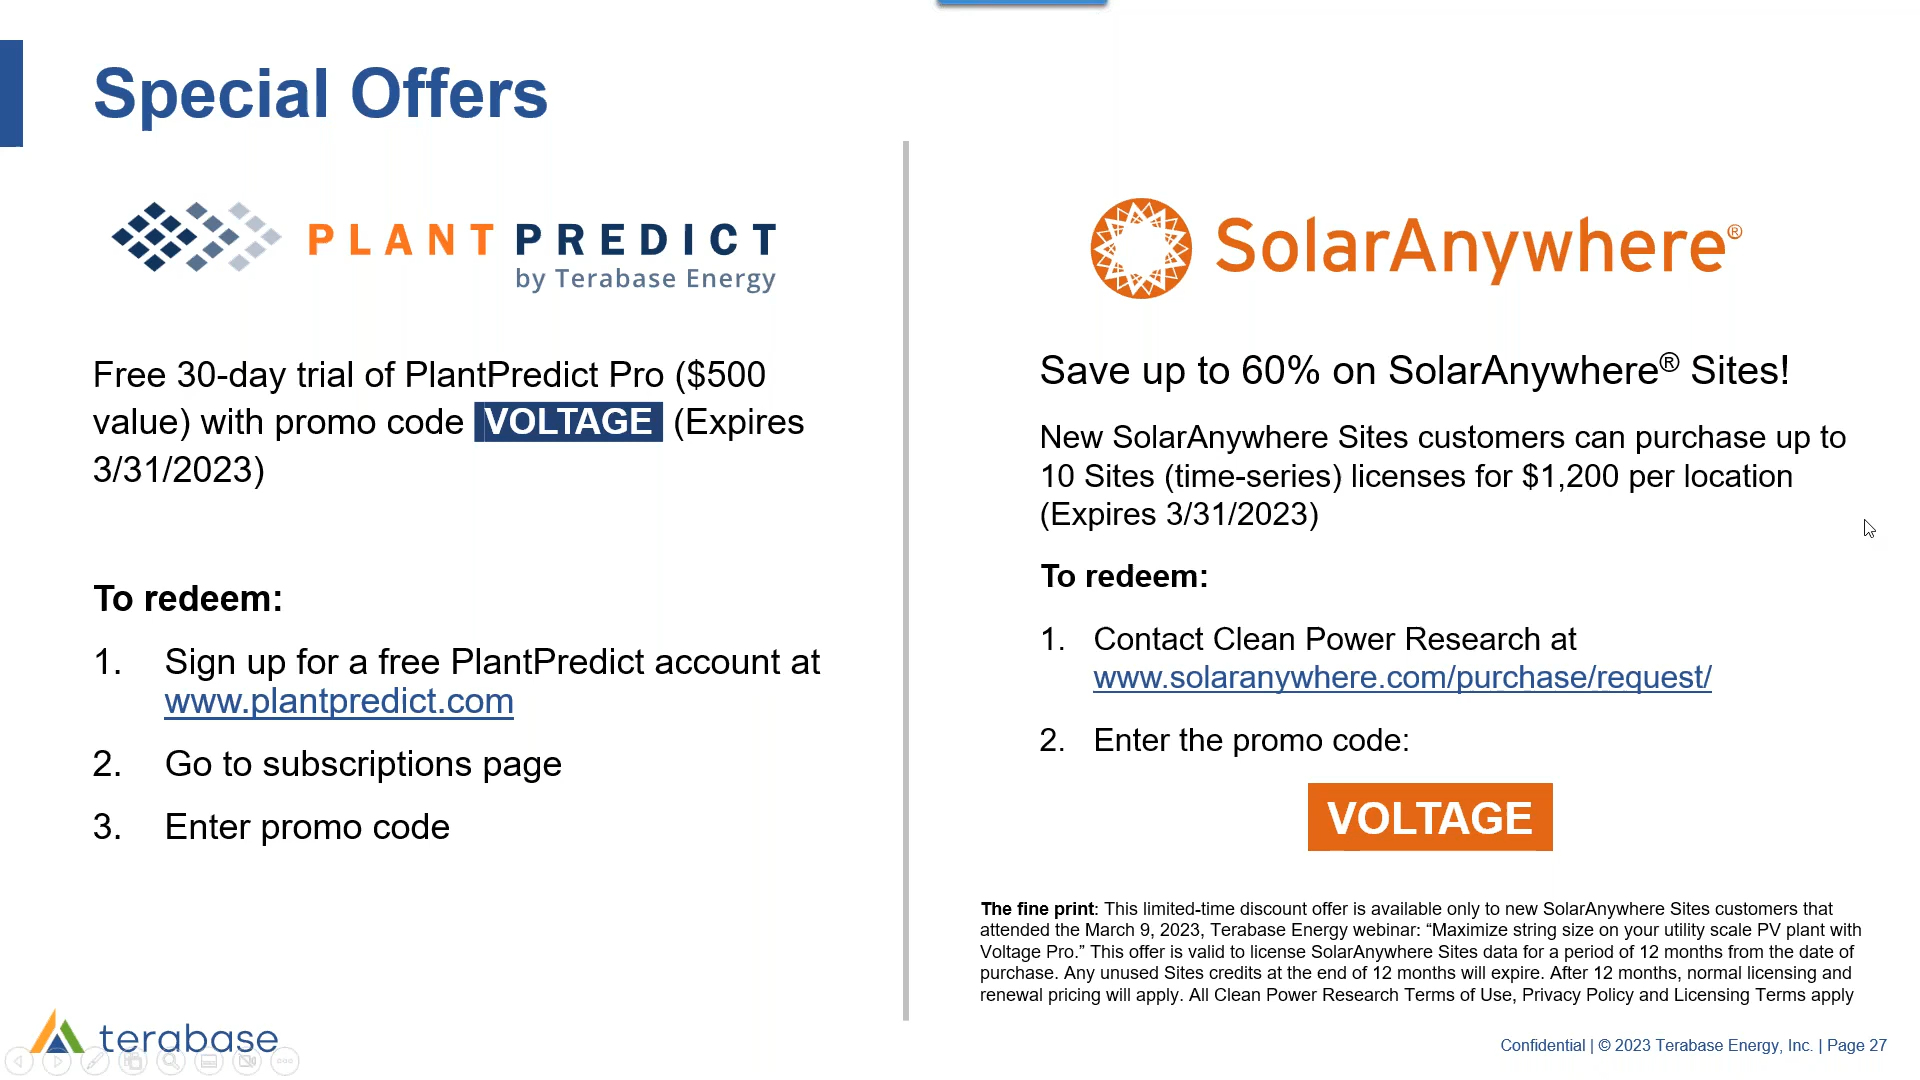 Special Offers
PLANT PREDICT
by Terabase Energy
Free 30-day trial of PlantPredict Pro ($500
value) with promo code VOLTAGE (Expires
3/31/2023)
To redeem:
1. Sign up for a free PlantPredict account at
www.plantpredict.com
2. Go to subscriptions page
3. Enter promo code
SolarAnywhere®
Save up to 60% on SolarAnywhere® Sites!
New SolarAnywhere Sites customers can purchase up to
10 Sites (time-series) licenses for $1,200 per location
(Expires 3/31/2023)
To redeem:
1. Contact Clean Power Research at
www.solaranywhere.com/purchase/request/
2. Enter the promo code:
VOLTAGE
The fine print: This limited-time discount offer is available only to new SolarAnywhere Sites customers that
attended the March 9, 2023, Terabase Energy webinar: “Maximize string size on your utility scale PV plant with
Voltage Pro.” This offer is valid to license SolarAnywhere Sites data for a period of 12 months from the date of
purchase. Any unused Sites credits at the end of 12 months will expire. After 12 months, normal licensing and
renewal pricing will apply. All Clean Power Research Terms of Use, Privacy Policy and Licensing Terms apply
terabase
Confidential | © 2023 Terabase Energy, Inc. | Page 27